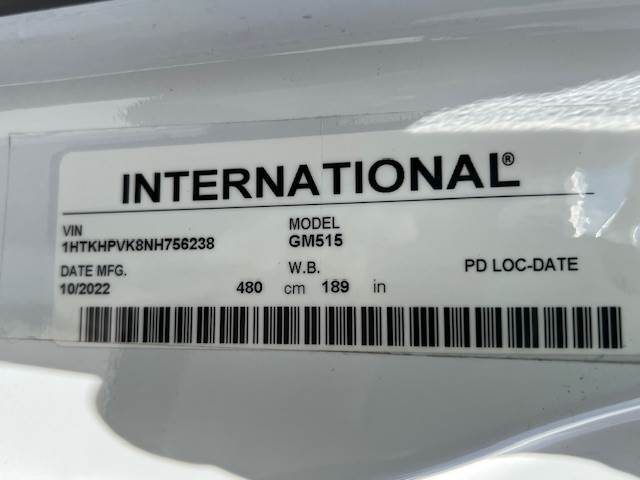 INTERNATIONAL®
VIN MODEL
1HTKHPVK8NH756238 GM515
DATE MFG. W.B. PD LOC-DATE
10/2022 480 cm 189 in